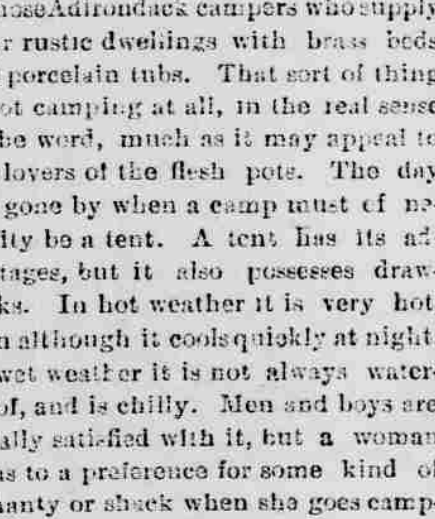 hose Adirondack campers who supply
r rustic dwellings with brass beds
porcelain tubs. That sort of thing
ot camping at all, in the real sense
he word, much as it may appeal to
lovers of the flesh pots. The day
gone by when a camp must of ne-
ity be a tent. A tent has its ad-
tages, but it also possesses draw-
ks. In hot weather it is very hot
n although it cools quickly at night
wet weather it is not always water-
of, and is chilly. Men and boys are
ally satisfied with it, but a woman
ns to a preference for some kind of
hanty or shack when she goes camp-